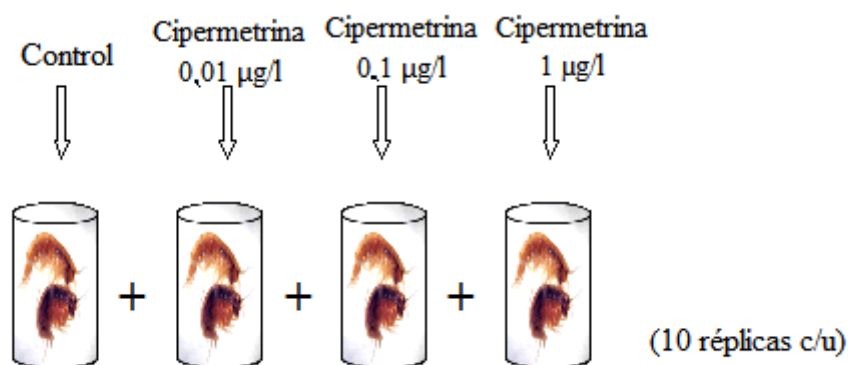 Control
Cipermetrina
0,01 µg/l
Cipermetrina
0,1 µg/l
Cipermetrina
1 µg/l
+
+
+
(10 réplicas c/u)